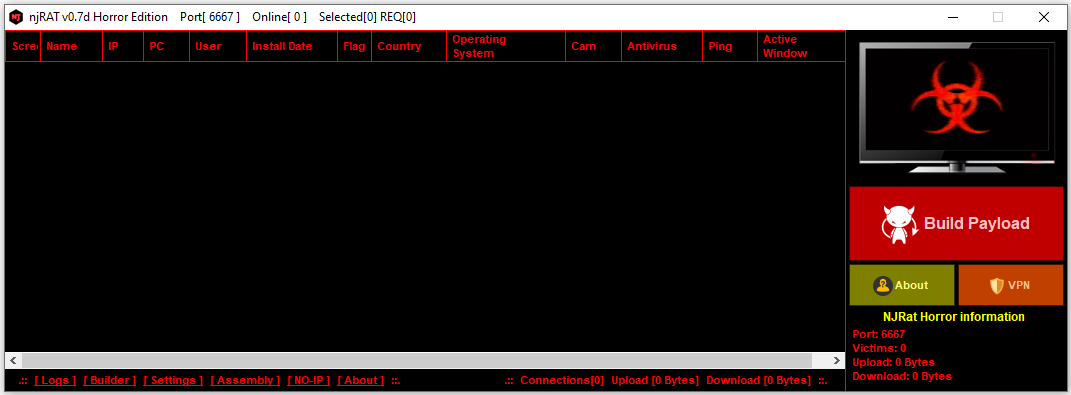 njRAT v0.7d Horror Edition Port[ 6667 ] Online[ 0 ] Selected[0] REQ[0]
Scree Name IP PC User Install Date Flag Country Operating System Cam Antivirus Ping Active Window
Build Payload
About VPN
NJRat Horror information
Port: 6667
Victims: 0
Upload: 0 Bytes
Download: 0 Bytes
.:: [ Logs ] [ Builder ] [ Settings ] [ Assembly ] [ NO-IP ] [ About ] ::. .:: Connections[0] Upload [0 Bytes] Download [0 Bytes] ::.